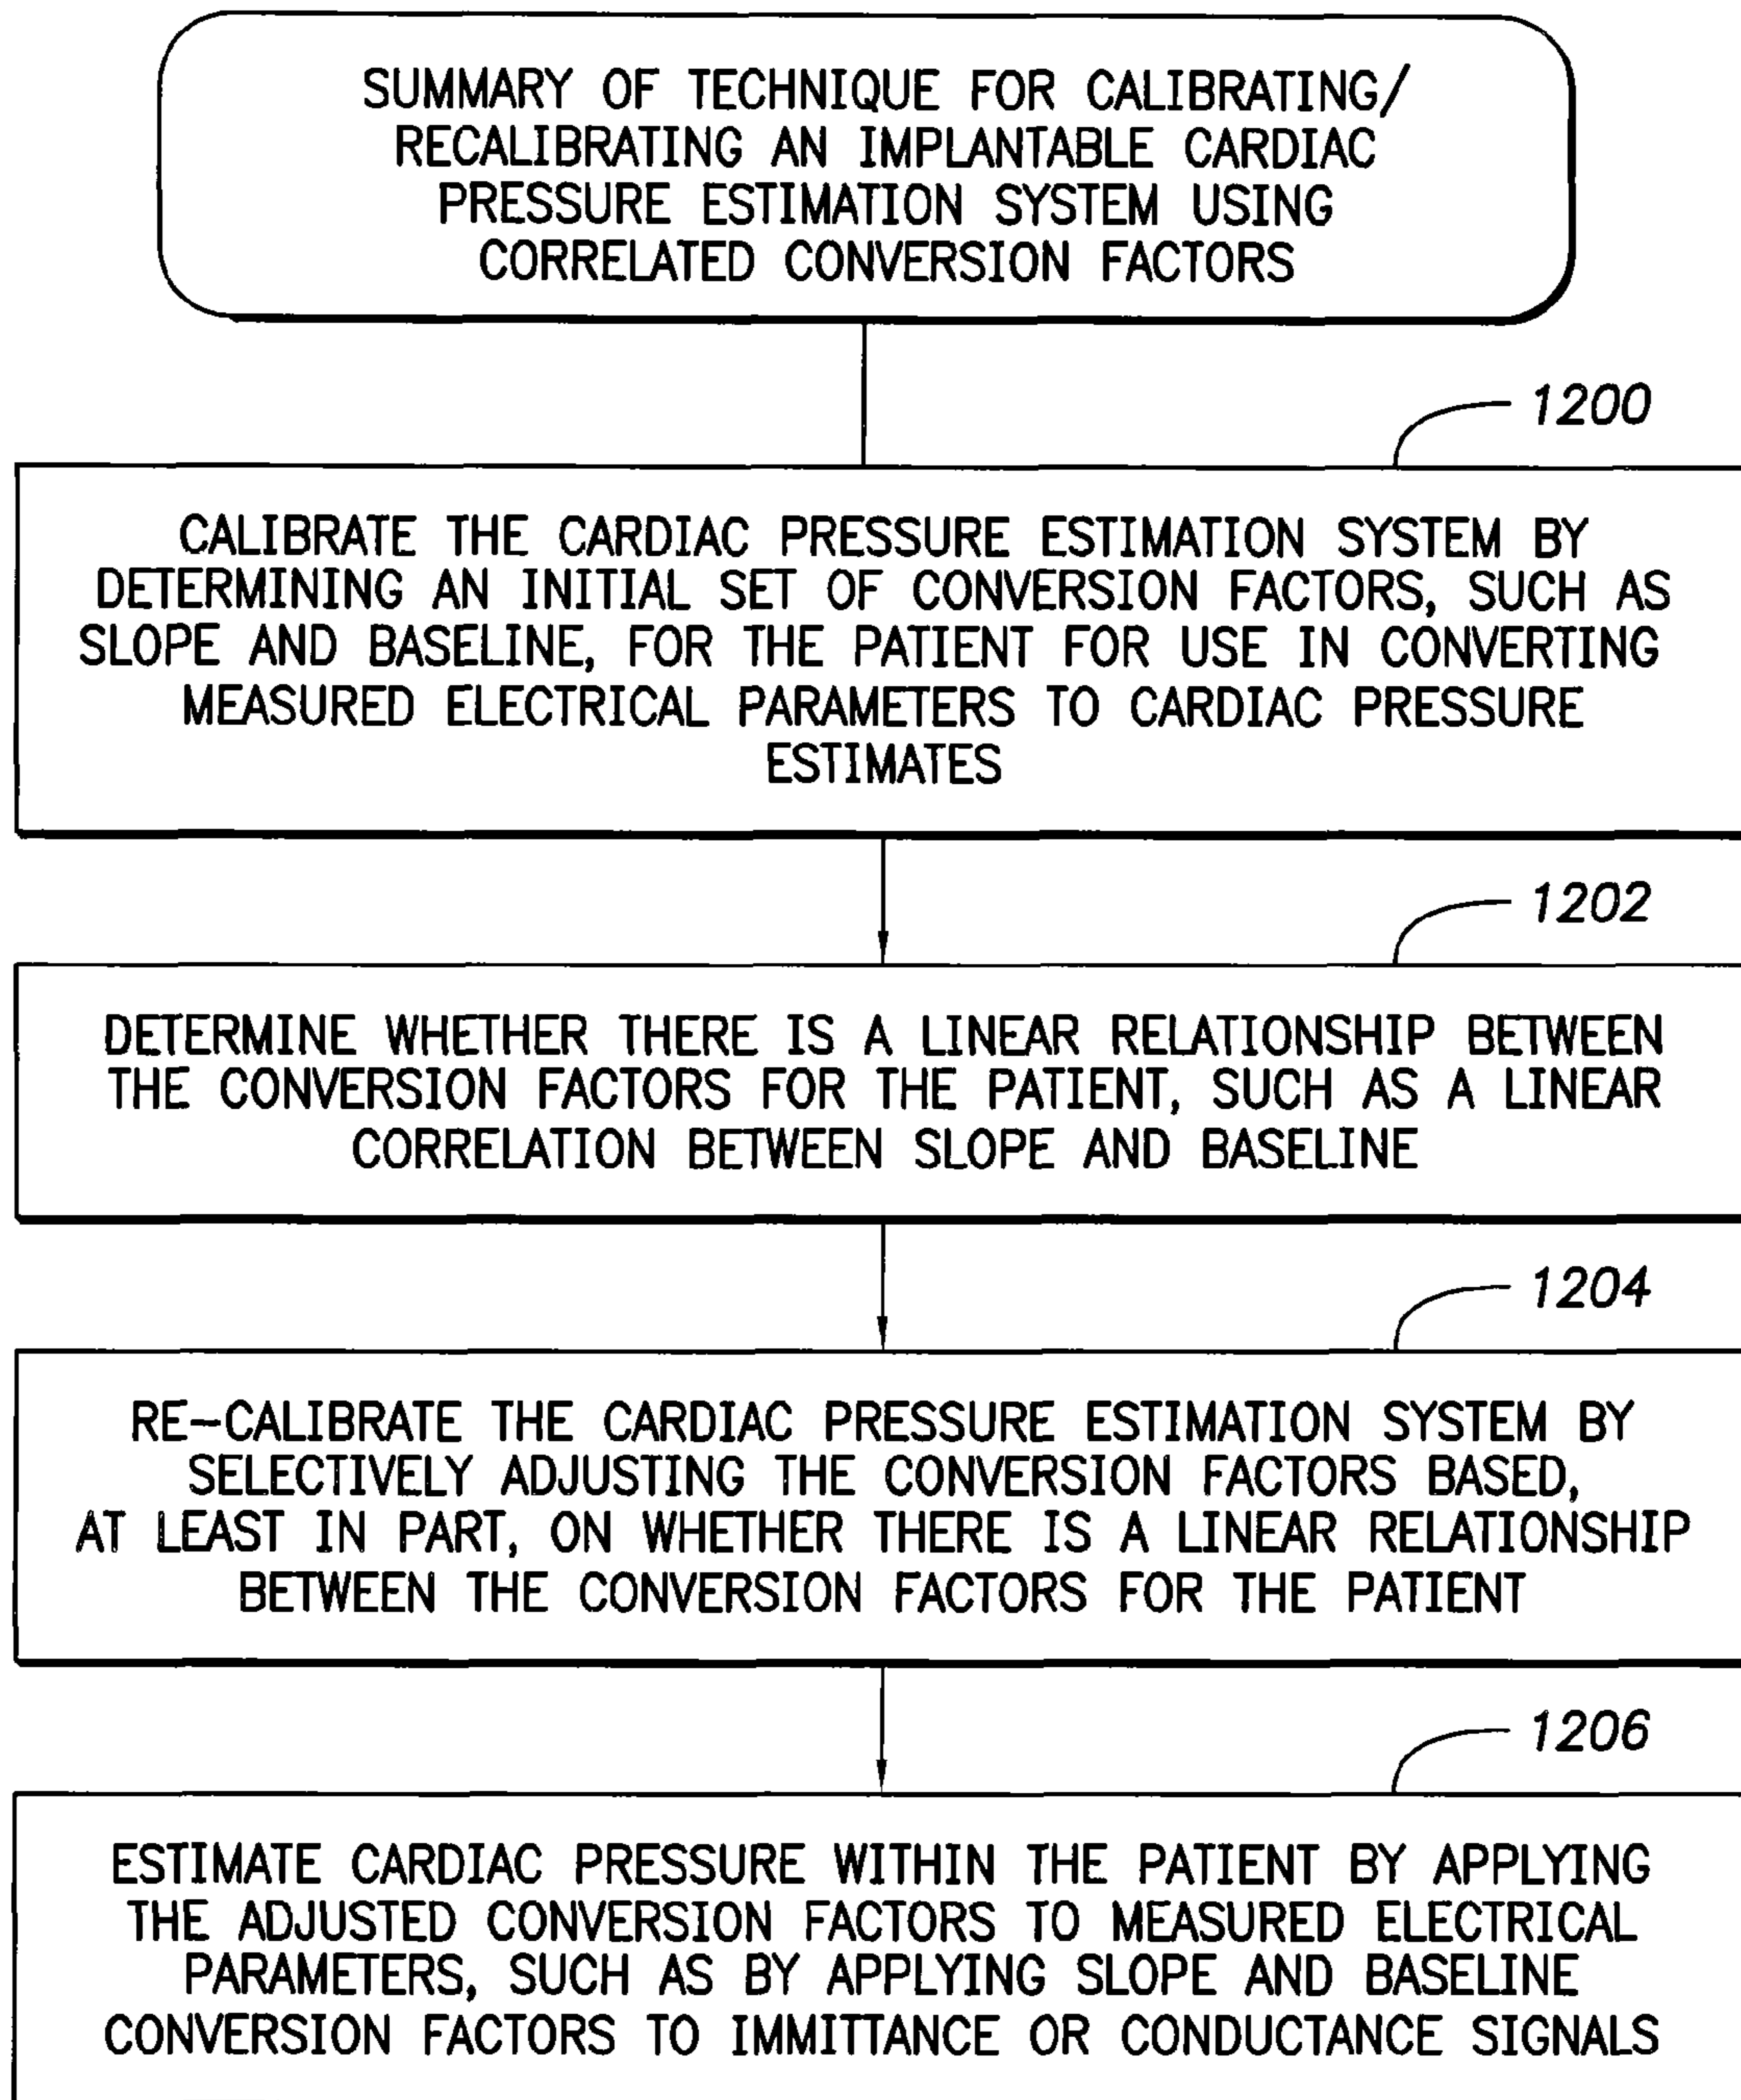 SUMMARY OF TECHNIQUE FOR CALIBRATING/
RECALIBRATING AN IMPLANTABLE CARDIAC
PRESSURE ESTIMATION SYSTEM USING
CORRELATED CONVERSION FACTORS
1200
CALIBRATE THE CARDIAC PRESSURE ESTIMATION SYSTEM BY
DETERMINING AN INITIAL SET OF CONVERSION FACTORS, SUCH AS
SLOPE AND BASELINE, FOR THE PATIENT FOR USE IN CONVERTING
MEASURED ELECTRICAL PARAMETERS TO CARDIAC PRESSURE
ESTIMATES
1202
DETERMINE WHETHER THERE IS A LINEAR RELATIONSHIP BETWEEN
THE CONVERSION FACTORS FOR THE PATIENT, SUCH AS A LINEAR
CORRELATION BETWEEN SLOPE AND BASELINE
1204
RE-CALIBRATE THE CARDIAC PRESSURE ESTIMATION SYSTEM BY
SELECTIVELY ADJUSTING THE CONVERSION FACTORS BASED,
AT LEAST IN PART, ON WHETHER THERE IS A LINEAR RELATIONSHIP
BETWEEN THE CONVERSION FACTORS FOR THE PATIENT
1206
ESTIMATE CARDIAC PRESSURE WITHIN THE PATIENT BY APPLYING
THE ADJUSTED CONVERSION FACTORS TO MEASURED ELECTRICAL
PARAMETERS, SUCH AS BY APPLYING SLOPE AND BASELINE
CONVERSION FACTORS TO IMMITTANCE OR CONDUCTANCE SIGNALS